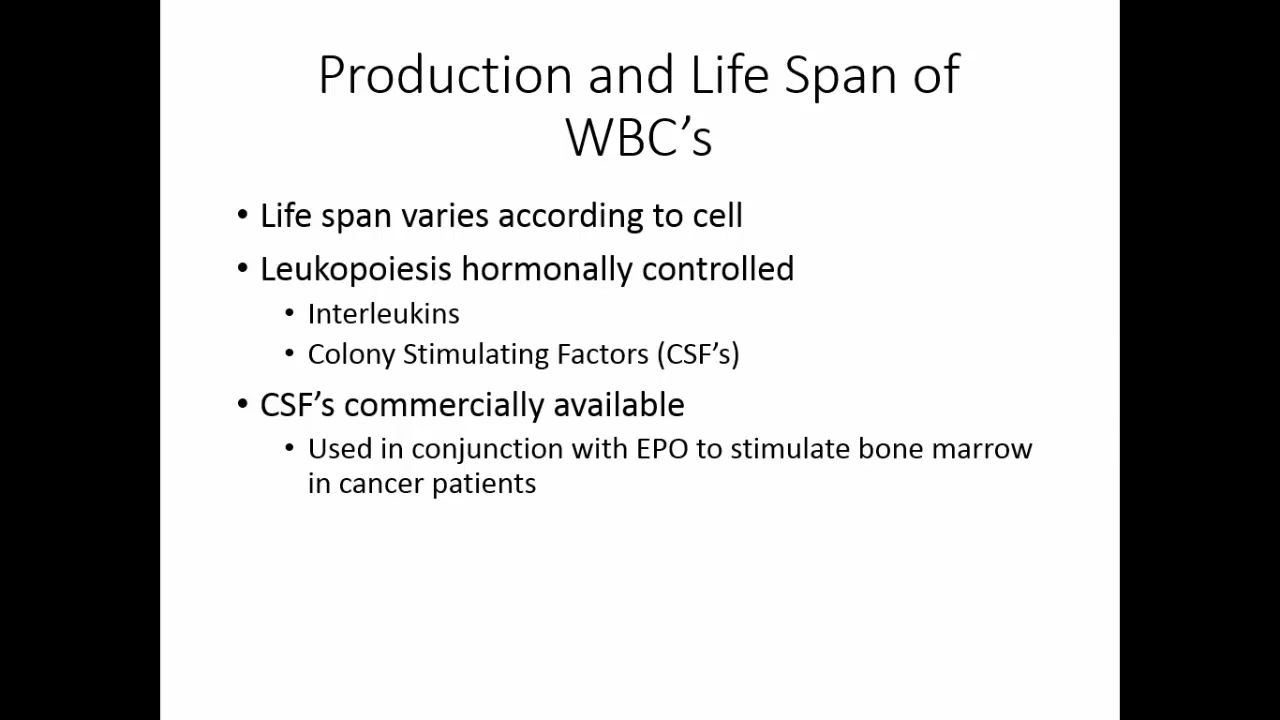 Production and Life Span of
WBC’s
• Life span varies according to cell
• Leukopoiesis hormonally controlled
• Interleukins
• Colony Stimulating Factors (CSF’s)
• CSF’s commercially available
• Used in conjunction with EPO to stimulate bone marrow
in cancer patients